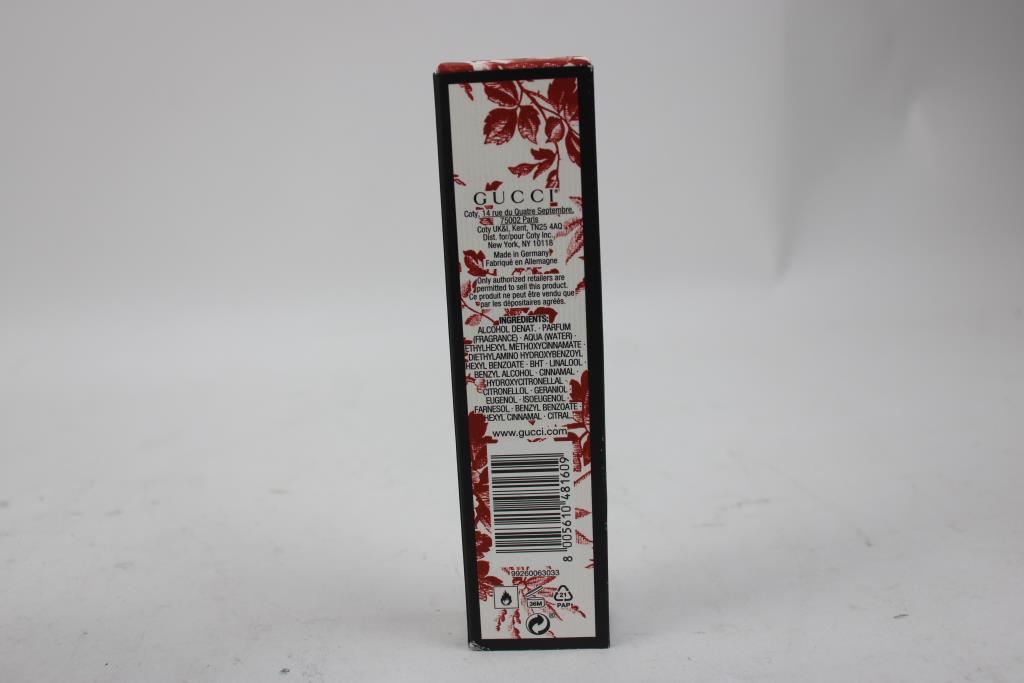 GUCCI
Coty, 14 rue du Quatre Septembre,
75002 Paris
Coty UK&I, Kent, TN25 4AQ
Dist. for/pour Coty Inc.,
New York, NY 10118
Made in Germany/
Fabriqué en Allemagne
Only authorized retailers are
permitted to sell this product.
Ce produit ne peut être vendu que
par les dépositaires agréés.
INGREDIENTS:
ALCOHOL DENAT. · PARFUM
(FRAGRANCE) · AQUA (WATER) ·
ETHYLHEXYL METHOXYCINNAMATE ·
DIETHYLAMINO HYDROXYBENZOYL
HEXYL BENZOATE · BHT · LINALOOL ·
BENZYL ALCOHOL · CINNAMAL ·
HYDROXYCITRONELLAL ·
CITRONELLOL · GERANIOL ·
EUGENOL · ISOEUGENOL ·
FARNESOL · BENZYL BENZOATE ·
HEXYL CINNAMAL · CITRAL
www.gucci.com
8 005610 481609
99260063033
36M
21
PAP